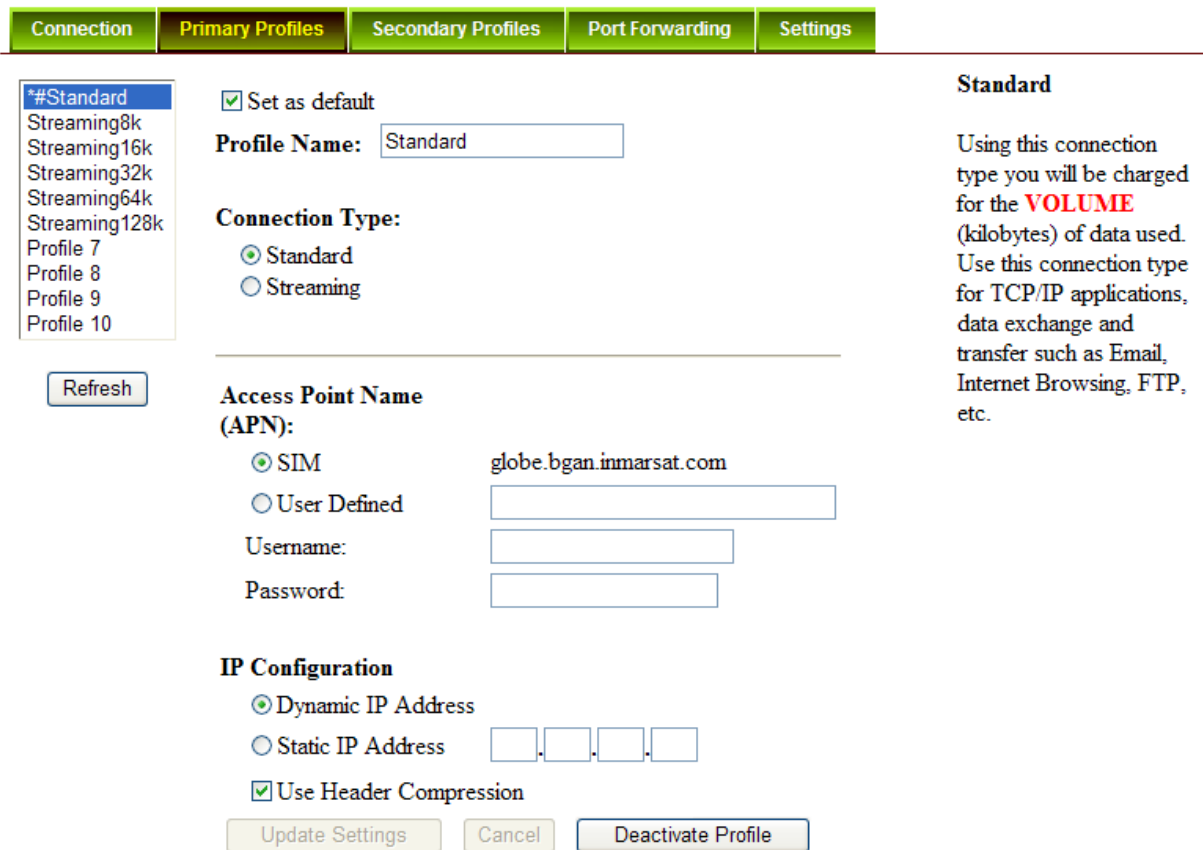 Connection
Primary Profiles
Secondary Profiles
Port Forwarding
Settings
*#Standard
Streaming8k
Streaming16k
Streaming32k
Streaming64k
Streaming128k
Profile 7
Profile 8
Profile 9
Profile 10
Refresh
Set as default
Profile Name: Standard
Connection Type:
Standard
Streaming
Access Point Name
(APN):
SIM globe.bgan.inmarsat.com
User Defined
Username:
Password:
IP Configuration
Dynamic IP Address
Static IP Address . . .
Use Header Compression
Update Settings
Cancel
Deactivate Profile
Standard
Using this connection
type you will be charged
for the VOLUME
(kilobytes) of data used.
Use this connection type
for TCP/IP applications,
data exchange and
transfer such as Email,
Internet Browsing, FTP,
etc.